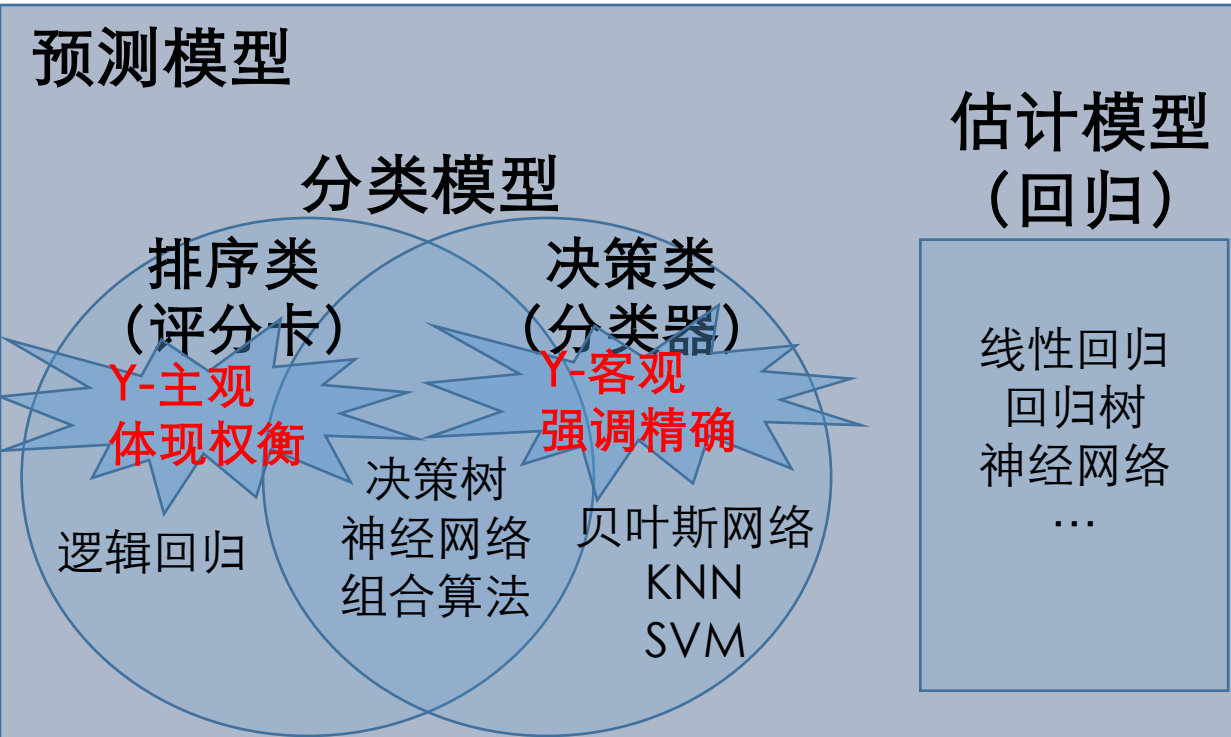 预测模型
估计模型
（回归）
分类模型
排序类
（评分卡）
Y-主观
体现权衡
逻辑回归
决策树
神经网络
组合算法
决策类
（分类器）
Y-客观
强调精确
贝叶斯网络
KNN
SVM
线性回归
回归树
神经网络
…